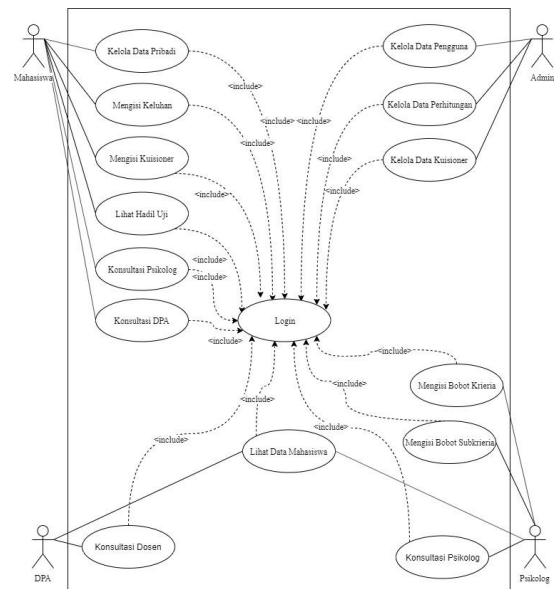 Kelola Data Pribadi
Kelola Data Pengguna
Mahasiswa
Admin
<include>
<include>
<include>
<include>
Mengisi Keluhan
Kelola Data Perhitungan
<include>
<include>
Mengisi Kuisioner
Kelola Data Kuisioner
<include>
<include>
Lihat Hadil Uji
Konsultasi Psikolog
<include>
<include>
Konsultasi DPA
Login
<include>
<include>
Mengisi Bobot Krieria
<include>
<include>
<include>
<include>
Mengisi Bobot Subkrieria
Lihat Data Mahasiswa
Konsultasi Dosen
Konsultasi Psikolog
DPA
Psikolog